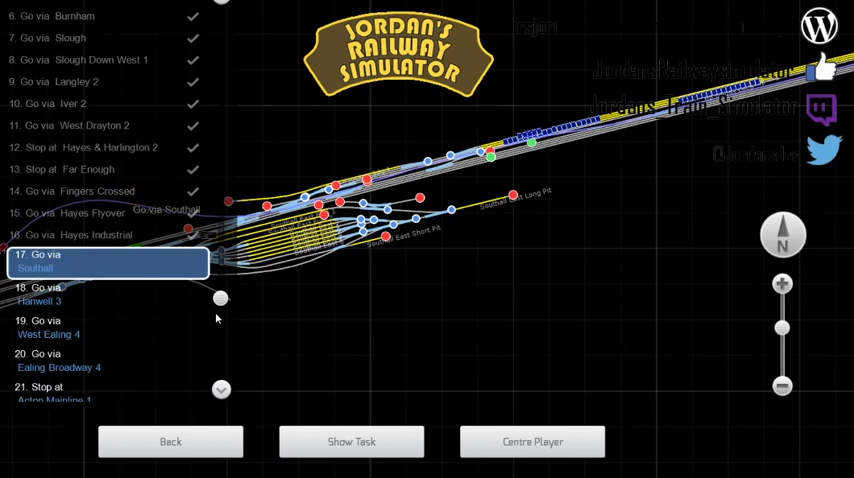 6. Go via Burnham
7. Go via Slough
8. Go via Slough Down West 1
9. Go via Langley 2
10. Go via Iver 2
11. Go via West Drayton 2
12. Stop at Hayes & Harlington 2
13. Stop at Far Enough
14. Go via Fingers Crossed
15. Go via Hayes Flyover
Go via Southall
16. Go via Hayes Industrial
17. Go via
Southall
18. Go via
Hanwell 3
19. Go via
West Ealing 4
20. Go via
Ealing Broadway 4
21. Stop at
Acton Mainline 1
JORDAN'S
RAILWAY
SIMULATOR
JordansRailwaysimulator
Jordans_Train_Simulator
Southall East Long Pit
Southall East Short Pit
N
Back
Show Task
Centre Player